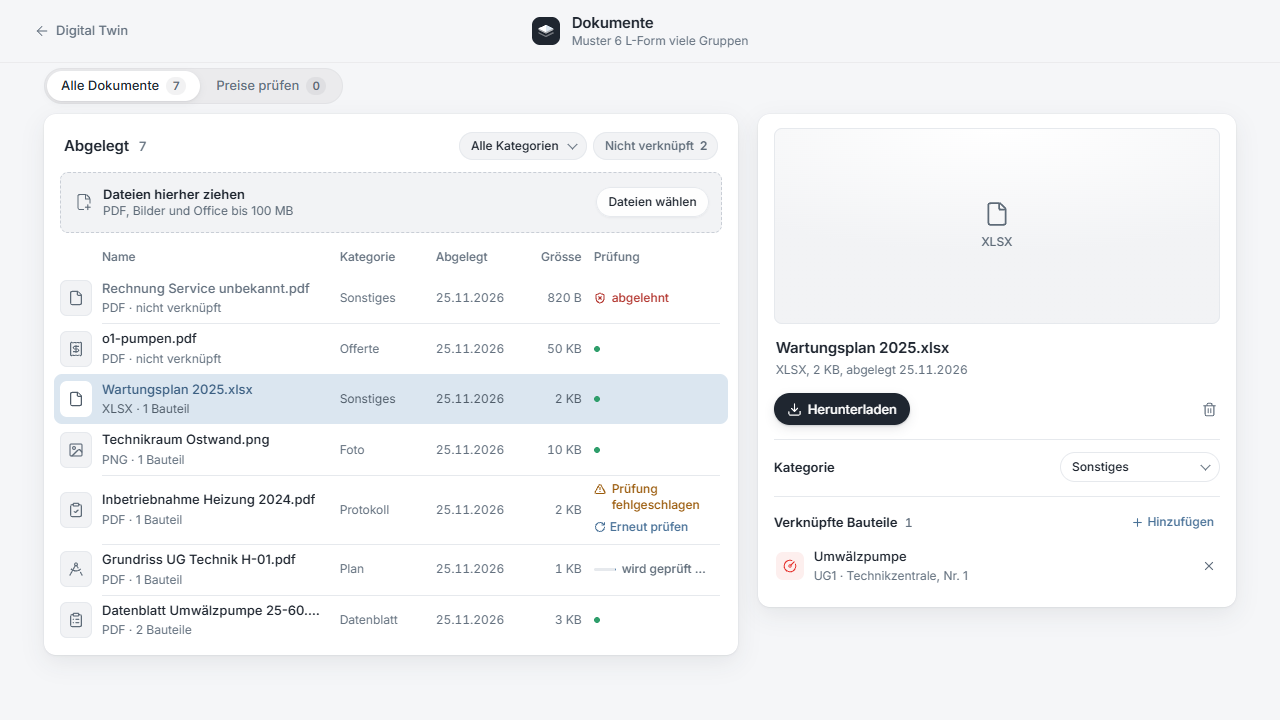 Digital Twin
Dokumente
Muster 6 L-Form viele Gruppen
Alle Dokumente 7
Preise prüfen 0
Abgelegt 7
Alle Kategorien
Nicht verknüpft 2
Dateien hierher ziehen
PDF, Bilder und Office bis 100 MB
Dateien wählen
Name Kategorie Abgelegt Grösse Prüfung
Rechnung Service unbekannt.pdf
PDF · nicht verknüpft
Sonstiges 25.11.2026 820 B abgelehnt
o1-pumpen.pdf
PDF · nicht verknüpft
Offerte 25.11.2026 50 KB
Wartungsplan 2025.xlsx
XLSX · 1 Bauteil
Sonstiges 25.11.2026 2 KB
Technikraum Ostwand.png
PNG · 1 Bauteil
Foto 25.11.2026 10 KB
Inbetriebnahme Heizung 2024.pdf
PDF · 1 Bauteil
Protokoll 25.11.2026 2 KB
Prüfung
fehlgeschlagen
Erneut prüfen
Grundriss UG Technik H-01.pdf
PDF · 1 Bauteil
Plan 25.11.2026 1 KB wird geprüft ...
Datenblatt Umwälzpumpe 25-60....
PDF · 2 Bauteile
Datenblatt 25.11.2026 3 KB
XLSX
Wartungsplan 2025.xlsx
XLSX, 2 KB, abgelegt 25.11.2026
Herunterladen
Kategorie
Sonstiges
Verknüpfte Bauteile 1
Hinzufügen
Umwälzpumpe
UG1 · Technikzentrale, Nr. 1